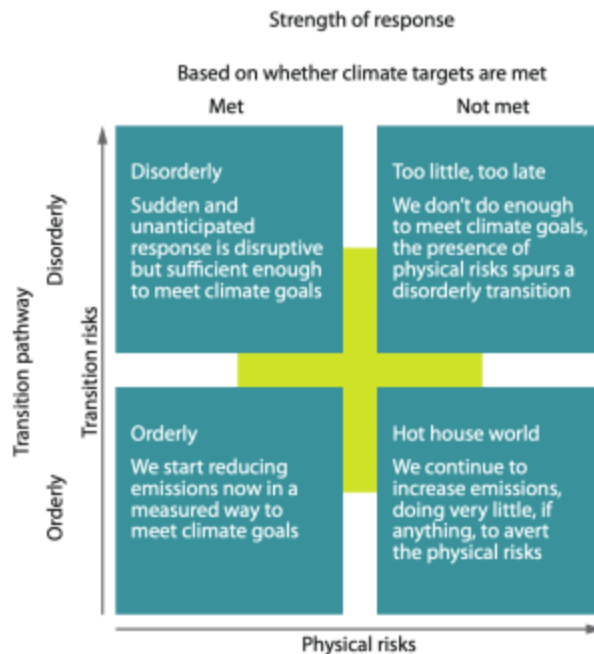 Strength of response
Based on whether climate targets are met
Met
Not met
Transition pathway
Disorderly
Orderly
Transition risks
Disorderly
Sudden and
unanticipated
response is disruptive
but sufficient enough
to meet climate goals
Too little, too late
We don't do enough
to meet climate goals,
the presence of
physical risks spurs a
disorderly transition
Orderly
We start reducing
emissions now in a
measured way to
meet climate goals
Hot house world
We continue to
increase emissions,
doing very little, if
anything, to avert
the physical risks
Physical risks